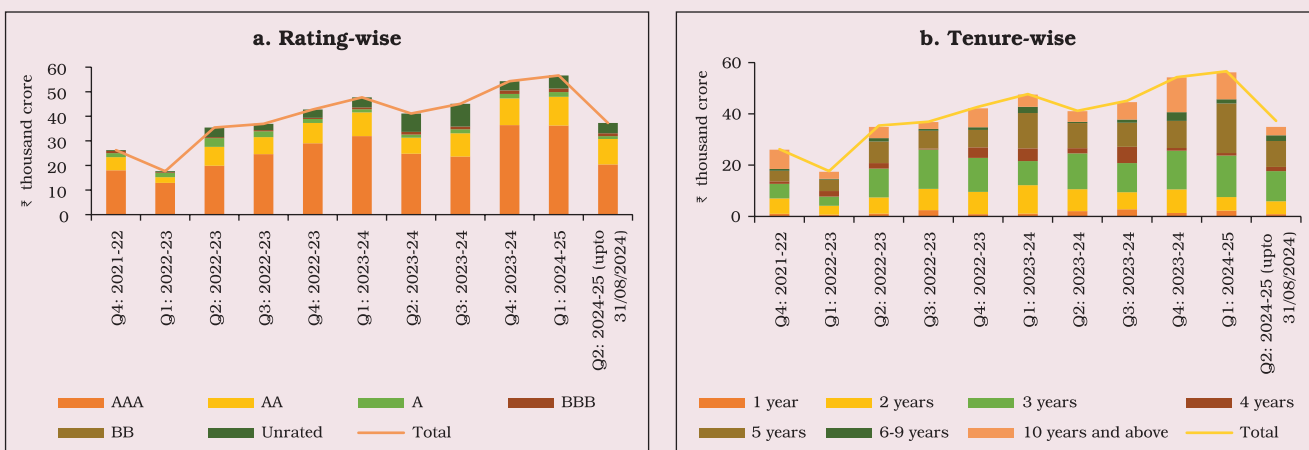 a. Rating-wise
₹ thousand crore
60
50
40
30
20
10
0
Q4: 2021-22
Q1: 2022-23
Q2: 2022-23
Q3: 2022-23
Q4: 2022-23
Q1: 2023-24
Q2: 2023-24
Q3: 2023-24
Q4: 2023-24
Q1: 2024-25
Q2: 2024-25 (upto
31/08/2024)
AAA
AA
A
BBB
BB
Unrated
Total
b. Tenure-wise
₹ thousand crore
60
40
20
0
Q4: 2021-22
Q1: 2022-23
Q2: 2022-23
Q3: 2022-23
Q4: 2022-23
Q1: 2023-24
Q2: 2023-24
Q3: 2023-24
Q4: 2023-24
Q1: 2024-25
Q2: 2024-25 (upto
31/08/2024)
1 year
2 years
3 years
4 years
5 years
6-9 years
10 years and above
Total